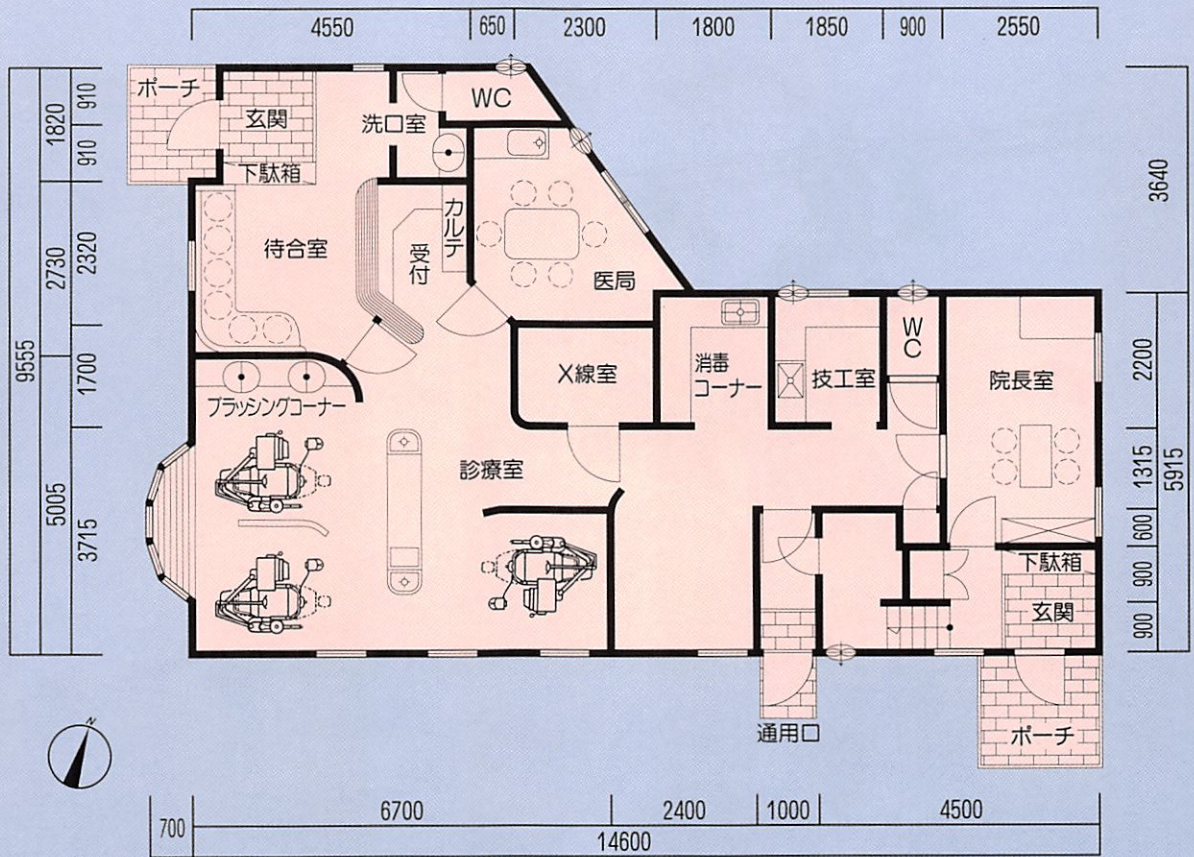 4550 650 2300 1800 1850 900 2550
ポーチ
玄関
下駄箱
洗口室
WC
待合室
受付
カルテ
医局
X線室
消毒
コーナー
技工室
WC
院長室
ブラッシングコーナー
診療室
下駄箱
玄関
通用口
ポーチ
N
9555
1820
2730
5005
910
910
2320
1700
3715
3640
2200
1315
600
900
900
5915
700
6700 2400 1000 4500
14600